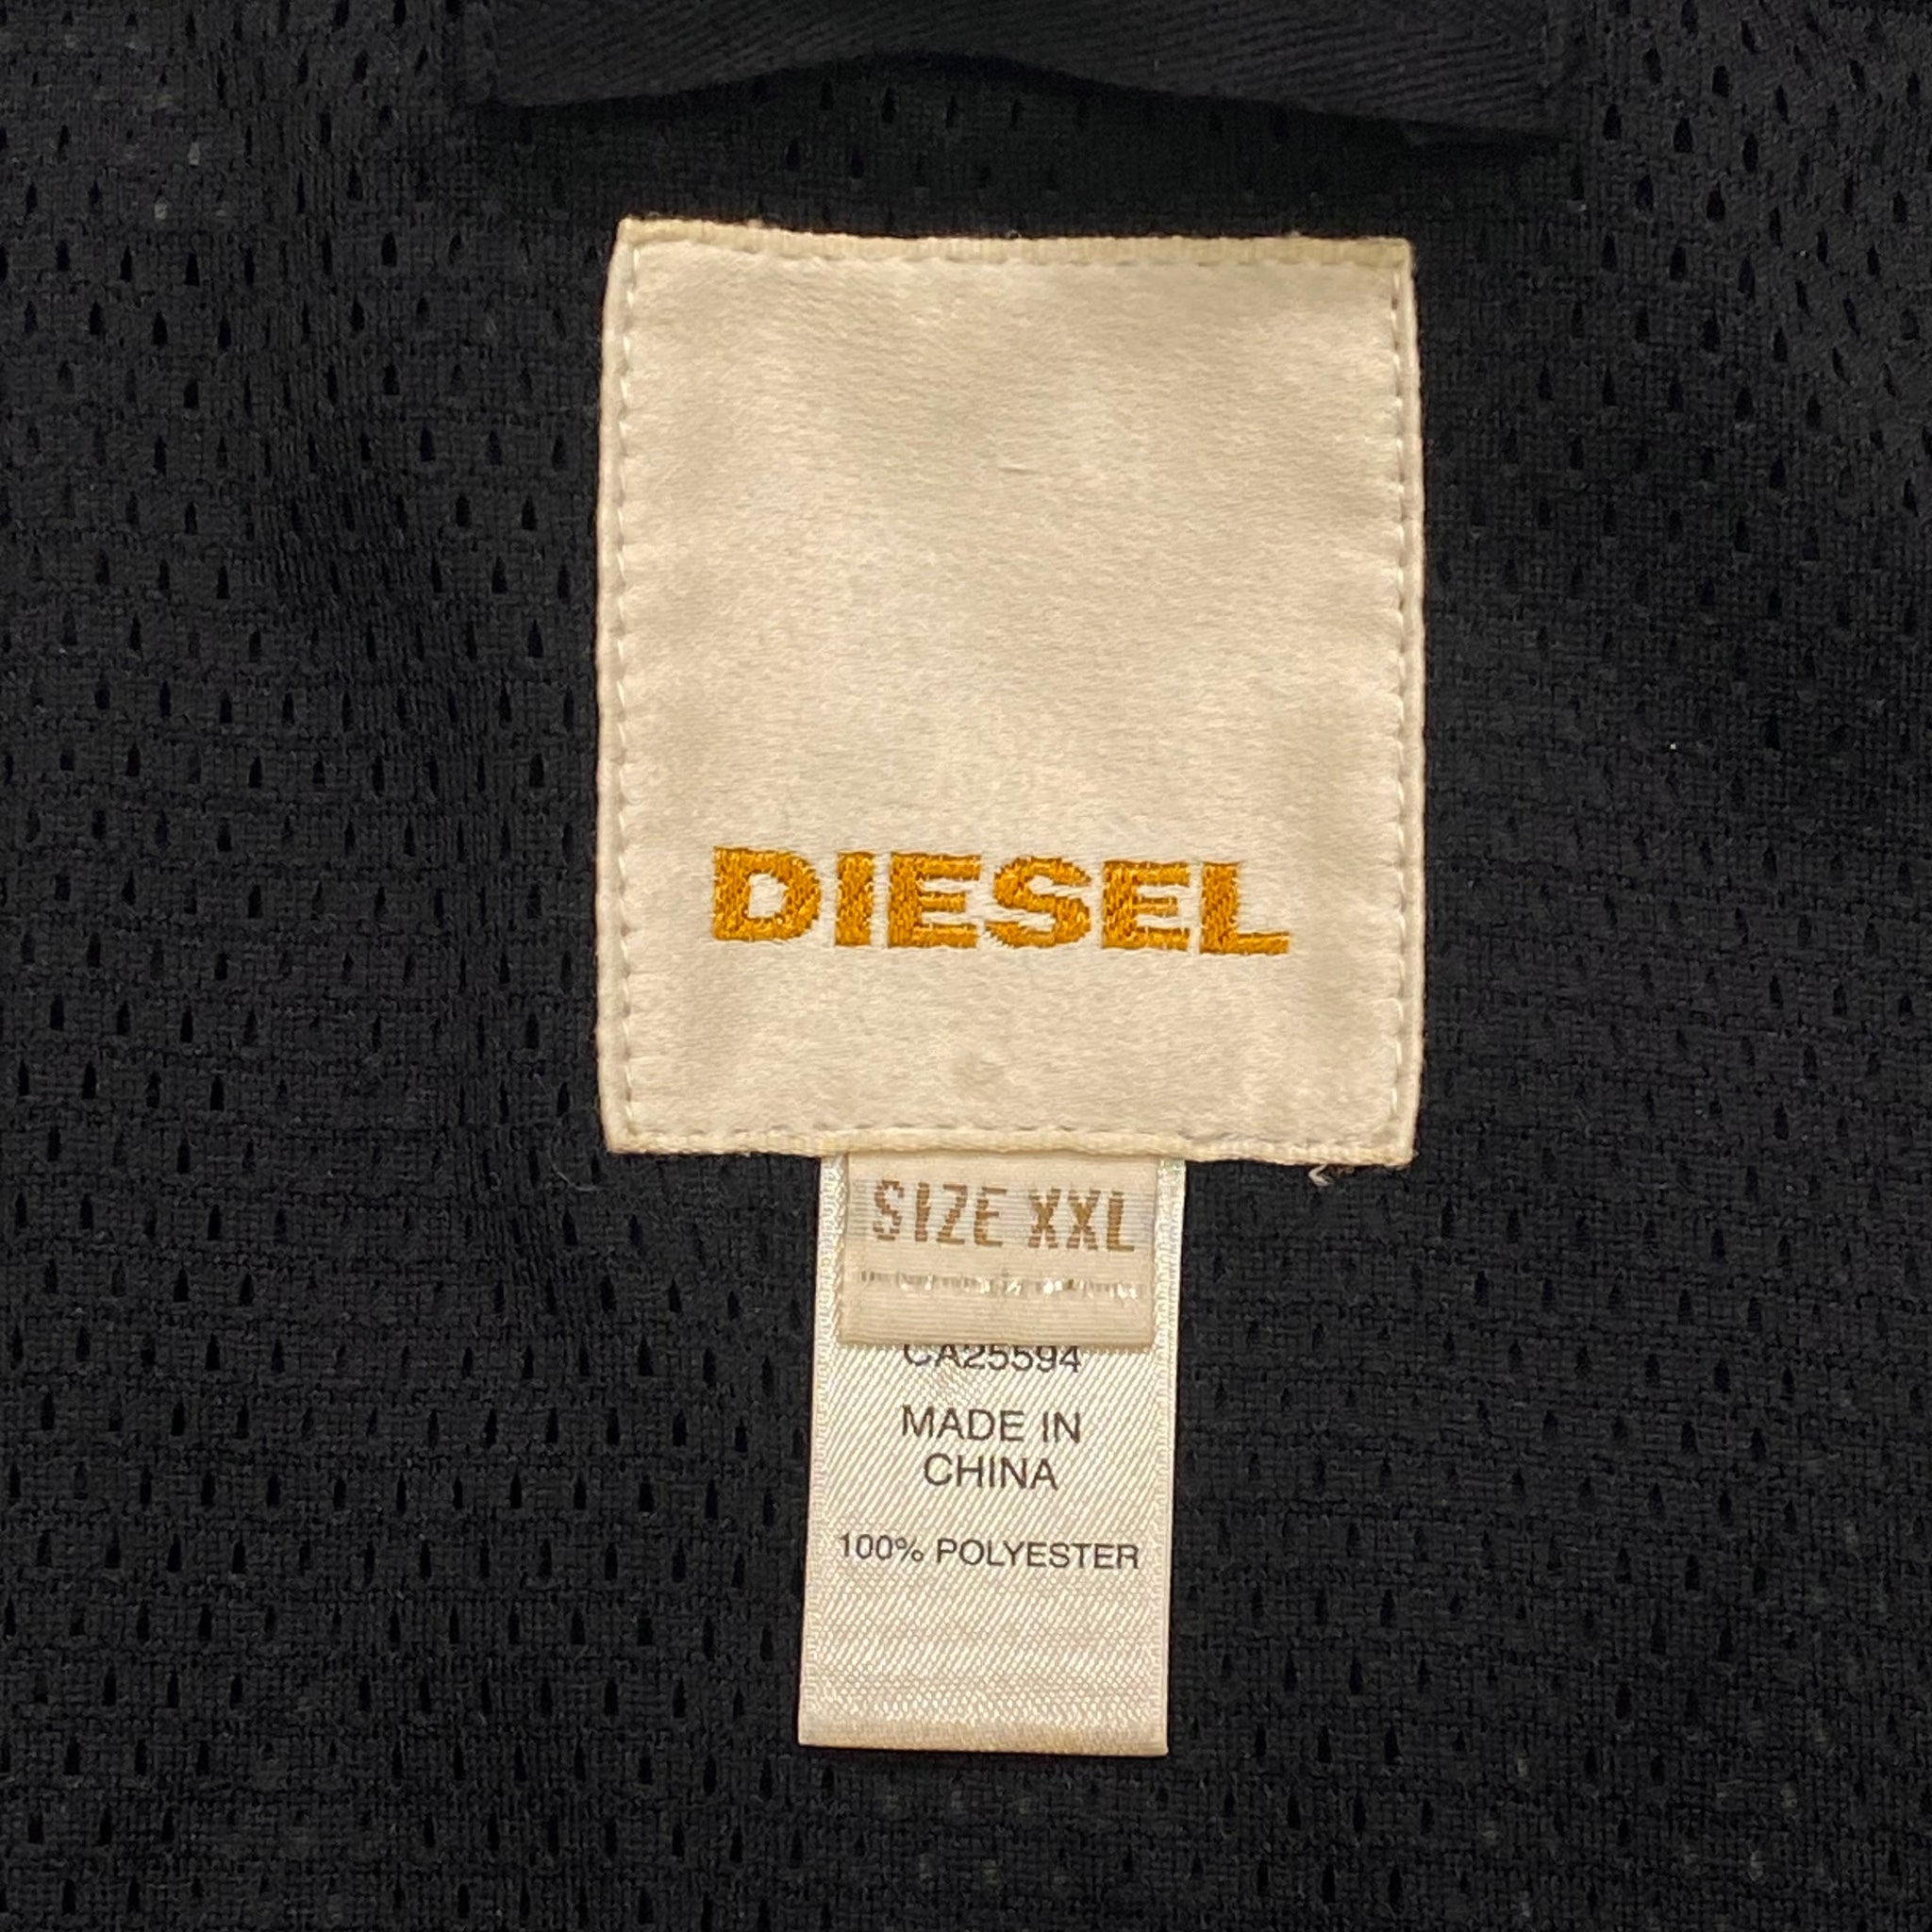 DIESEL
SIZE XXL
CA25594
MADE IN
CHINA
100% POLYESTER